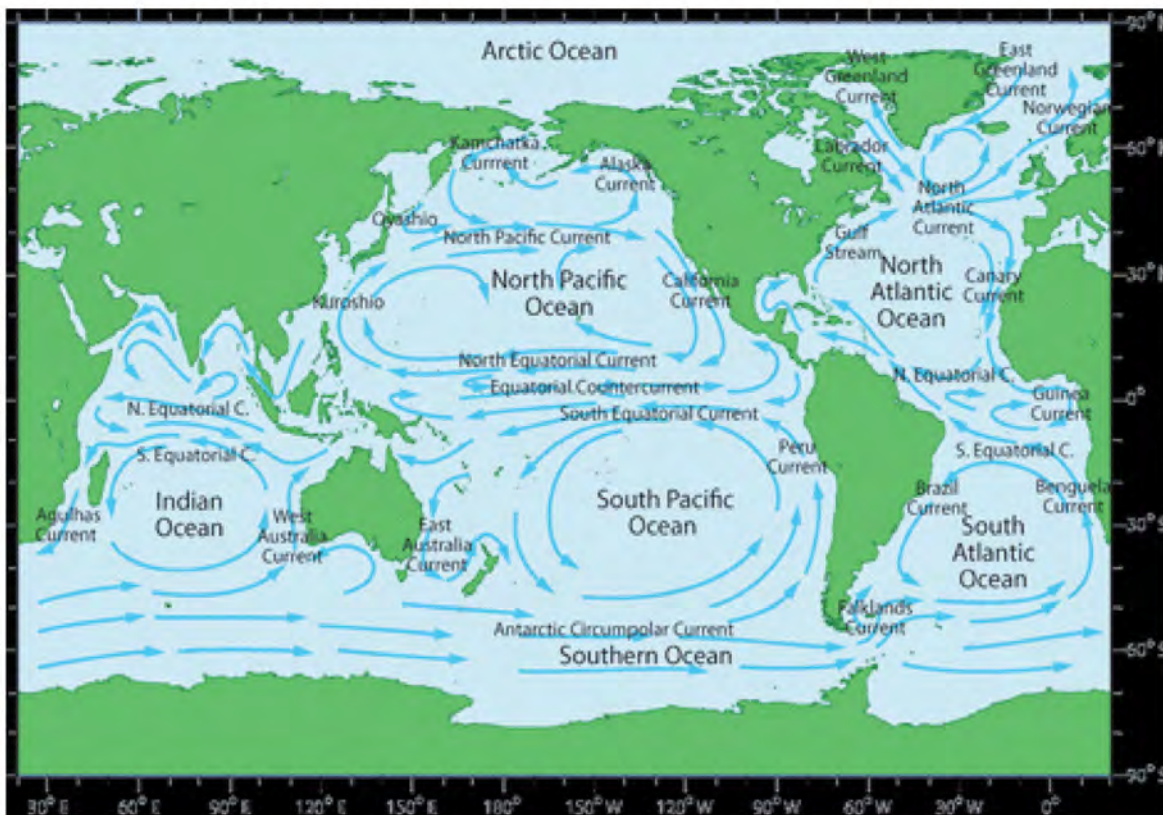 Arctic Ocean
West
Greenland
Current
East
Greenland
Current
Norwegian
Current
Kamchatka
Currrent
Alaska
Current
Labrador
Current
North
Atlantic
Current
Oyashio
North Pacific Current
Gulf
Stream
North Pacific
Ocean
North
Atlantic
Ocean
California
Current
Canary
Current
Kuroshio
North Equatorial Current
Equatorial Countercurrent
South Equatorial Current
N. Equatorial C.
Guinea
Current
N. Equatorial C.
S. Equatorial C.
Peru
Current
S. Equatorial C.
Indian
Ocean
South Pacific
Ocean
Brazil
Current
Benguela
Current
Aqulhas
Current
West
Australia
Current
East
Australia
Current
South
Atlantic
Ocean
Falklands
Current
Antarctic Circumpolar Current
Southern Ocean
90° N
60° N
30° N
0°
30° S
60° S
90° S
30° E
60° E
90° E
120° E
150° E
180°
150° W
120° W
90° W
60° W
30° W
0°